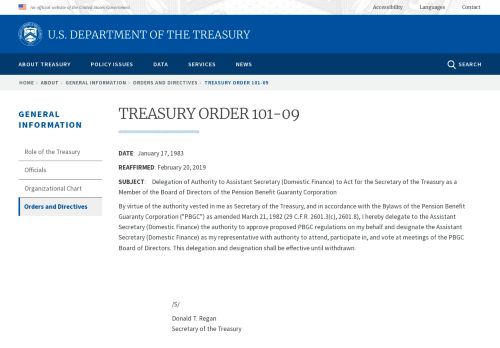 An official website of the United States Government
Accessibility Languages Contact
U.S. DEPARTMENT OF THE TREASURY
ABOUT TREASURY POLICY ISSUES DATA SERVICES NEWS SEARCH
HOME › ABOUT › GENERAL INFORMATION › ORDERS AND DIRECTIVES › TREASURY ORDER 101-09
GENERAL
INFORMATION
Role of the Treasury
Officials
Organizational Chart
Orders and Directives
TREASURY ORDER 101-09
DATE: January 17, 1983
REAFFIRMED: February 20, 2019
SUBJECT: Delegation of Authority to Assistant Secretary (Domestic Finance) to Act for the Secretary of the Treasury as a
Member of the Board of Directors of the Pension Benefit Guaranty Corporation
By virtue of the authority vested in me as Secretary of the Treasury, and in accordance with the Bylaws of the Pension Benefit
Guaranty Corporation ("PBGC") as amended March 21, 1982 (29 C.F.R. 2601.3(c), 2601.8), I hereby delegate to the Assistant
Secretary (Domestic Finance) the authority to approve proposed PBGC regulations on my behalf and designate the Assistant
Secretary (Domestic Finance) as my representative with authority to attend, participate in, and vote at meetings of the PBGC
Board of Directors. This delegation and designation shall be effective until withdrawn.
/S/
Donald T. Regan
Secretary of the Treasury